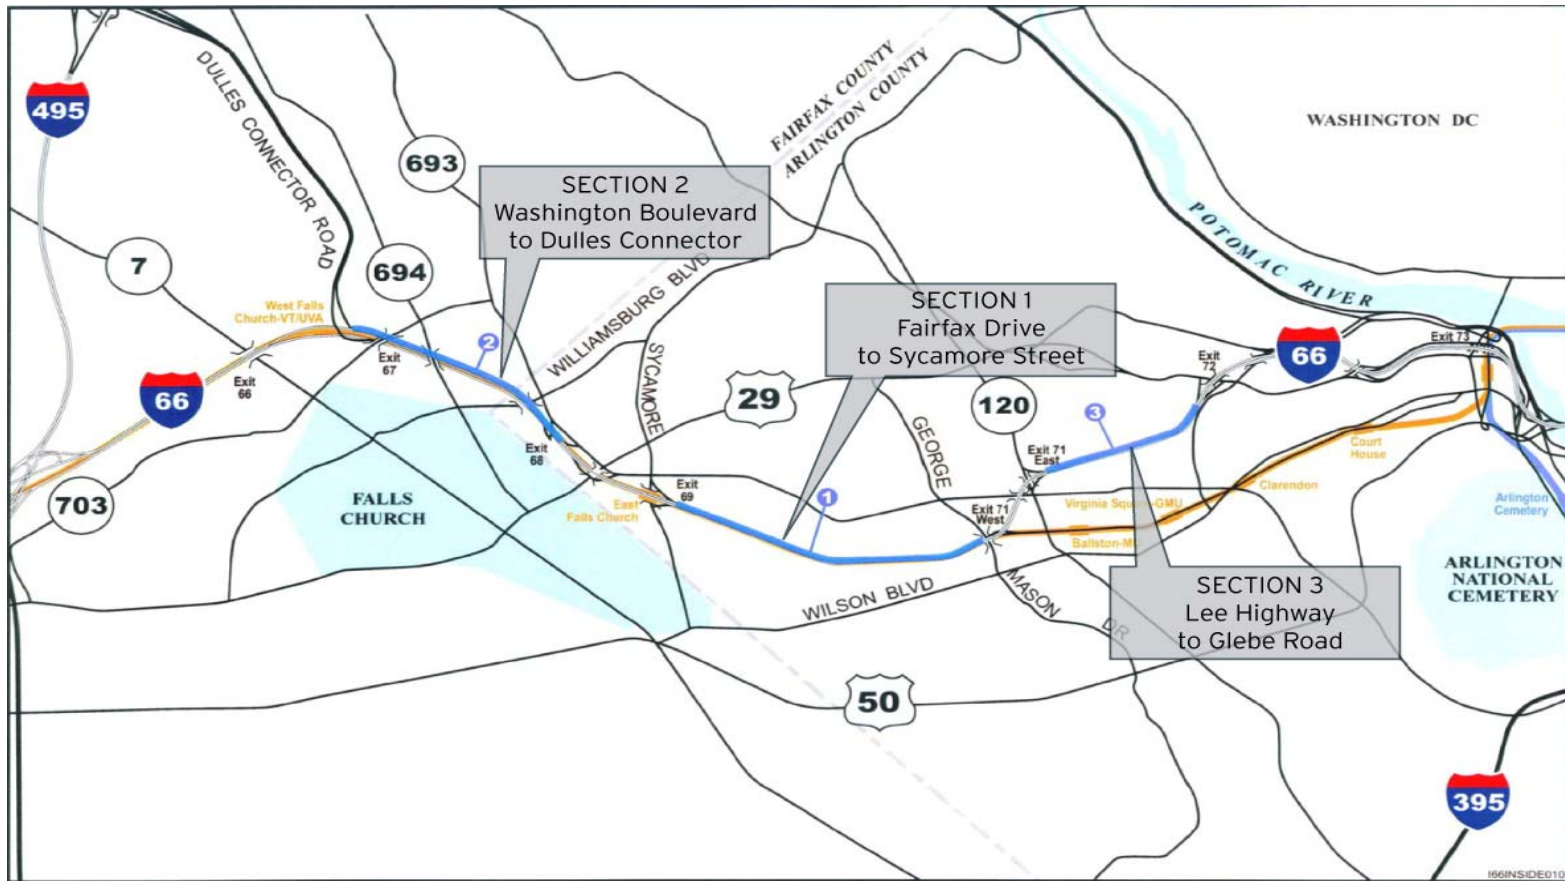 495
DULLES CONNECTOR ROAD
693
FAIRFAX COUNTY
ARLINGTON COUNTY
WASHINGTON DC
SECTION 2
Washington Boulevard
to Dulles Connector
7
694
WILLIAMSBURG BLVD
POTOMAC RIVER
West Falls
Church-VT/UVA
SECTION 1
Fairfax Drive
to Sycamore Street
Exit
66
Exit
67
2
SYCAMORE
66
29
120
Exit
72
66
Exit 73
3
GEORGE
MASON
DR
Exit
68
Exit 71
East
Court
House
703
FALLS
CHURCH
East
Falls Church
Exit
69
1
Exit 71
West
Virginia Square-GMU
Clarendon
Arlington
Cemetery
Ballston-M
WILSON BLVD
SECTION 3
Lee Highway
to Glebe Road
ARLINGTON
NATIONAL
CEMETERY
50
395
I66INSIDE010